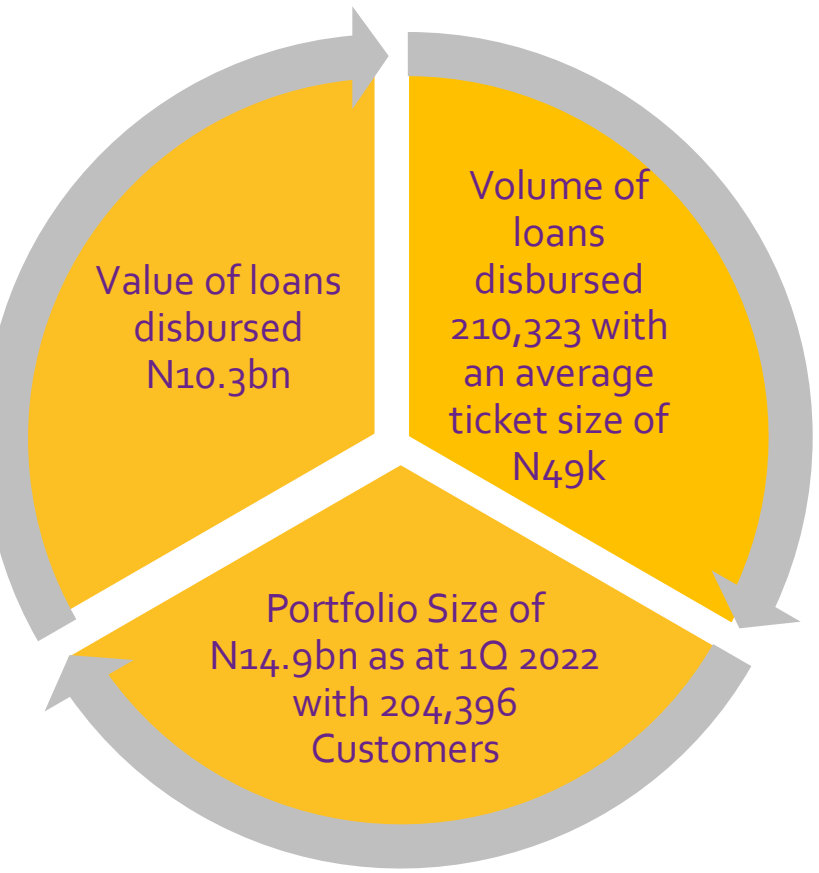 Value of loans
disbursed
N10.3bn
Volume of
loans
disbursed
210,323 with
an average
ticket size of
N49k
Portfolio Size of
N14.9bn as at 1Q 2022
with 204,396
Customers